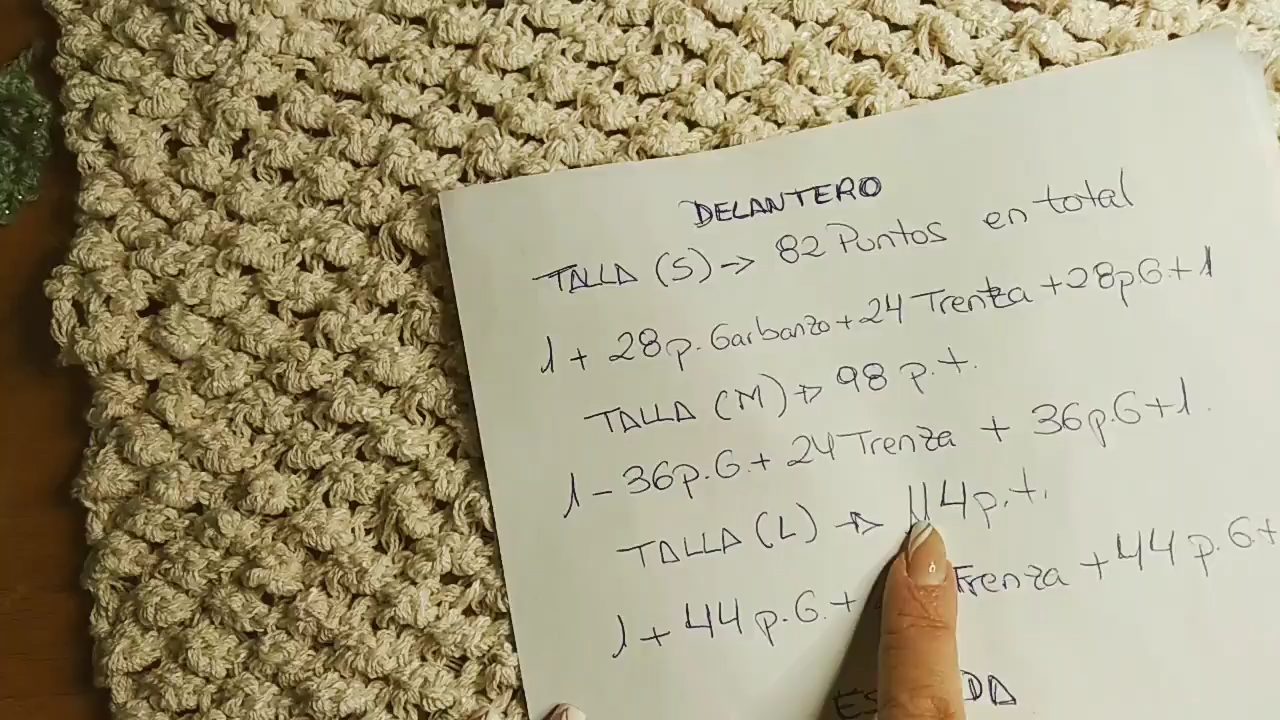 DELANTERO
TALLA (S) → 82 Puntos en total
1 + 28 p. Garbanzo + 24 Trenza + 28 p G + 1
TALLA (M) → 98 p. t.
1 - 36 p. G. + 24 Trenza + 36 p. G + 1.
TALLA (L) → 114 p. t.
1 + 44 p. G. + Trenza + 44 p. G +